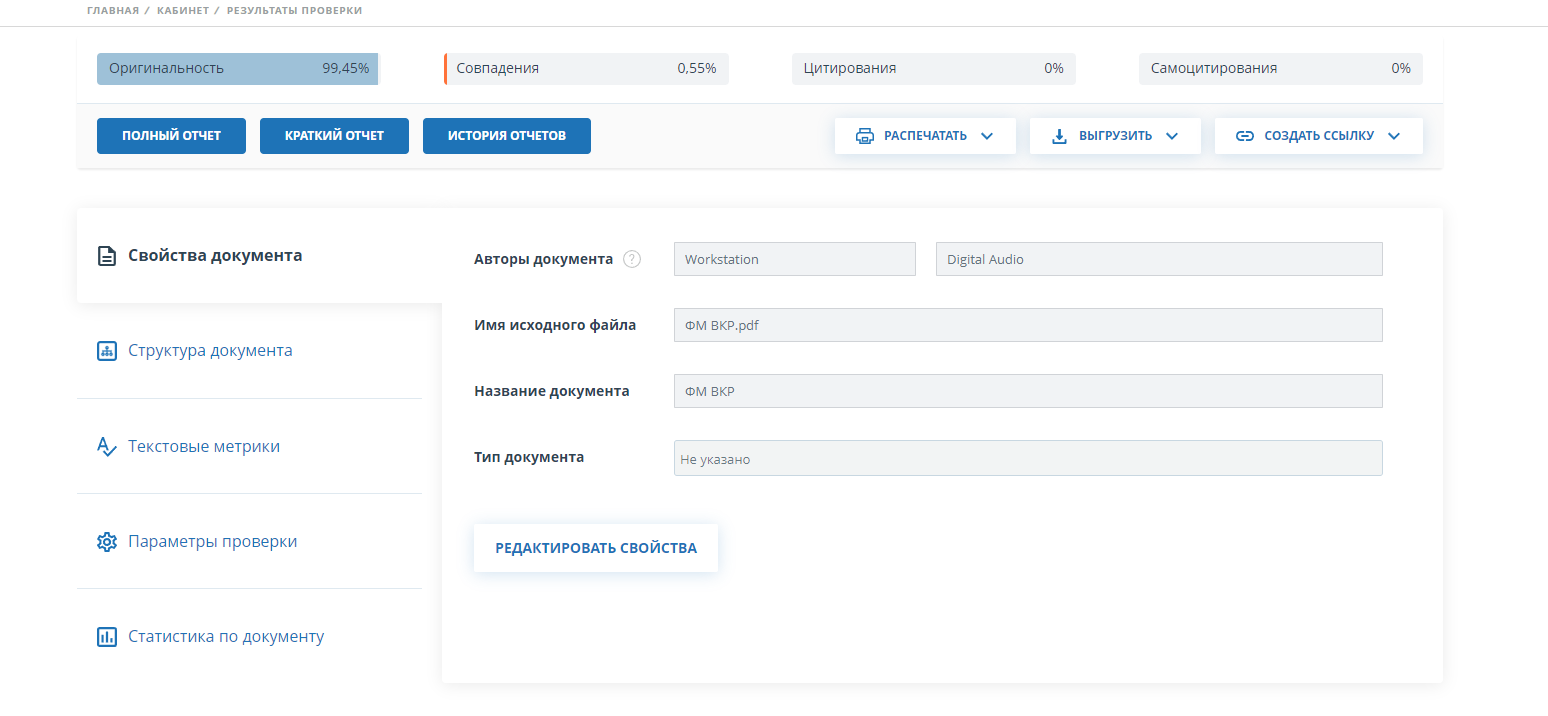 ГЛАВНАЯ / КАБИНЕТ / РЕЗУЛЬТАТЫ ПРОВЕРКИ
Оригинальность 99,45% Совпадения 0,55% Цитирования 0% Самоцитирования 0%
ПОЛНЫЙ ОТЧЕТ КРАТКИЙ ОТЧЕТ ИСТОРИЯ ОТЧЕТОВ РАСПЕЧАТАТЬ ВЫГРУЗИТЬ СОЗДАТЬ ССЫЛКУ
Свойства документа
Структура документа
Текстовые метрики
Параметры проверки
Статистика по документу
Авторы документа ? Workstation Digital Audio
Имя исходного файла ФМ ВКР.pdf
Название документа ФМ ВКР
Тип документа Не указано
РЕДАКТИРОВАТЬ СВОЙСТВА